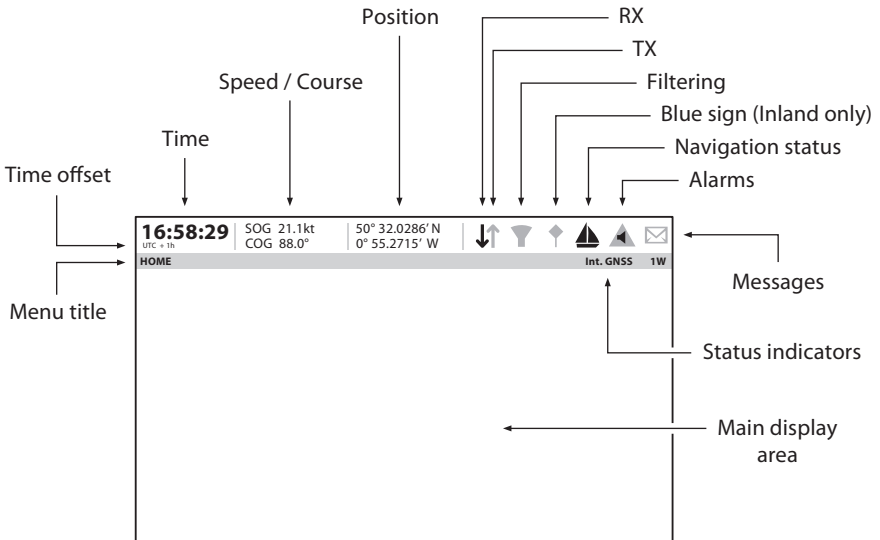 Position
RX
TX
Speed / Course
Filtering
Blue sign (Inland only)
Time
Navigation status
Time offset
Alarms
16:58:29
UTC + 1h
SOG 21.1kt
COG 88.0°
50° 32.0286′ N
0° 55.2715′ W
HOME
Int. GNSS 1W
Messages
Menu title
Status indicators
Main display
area